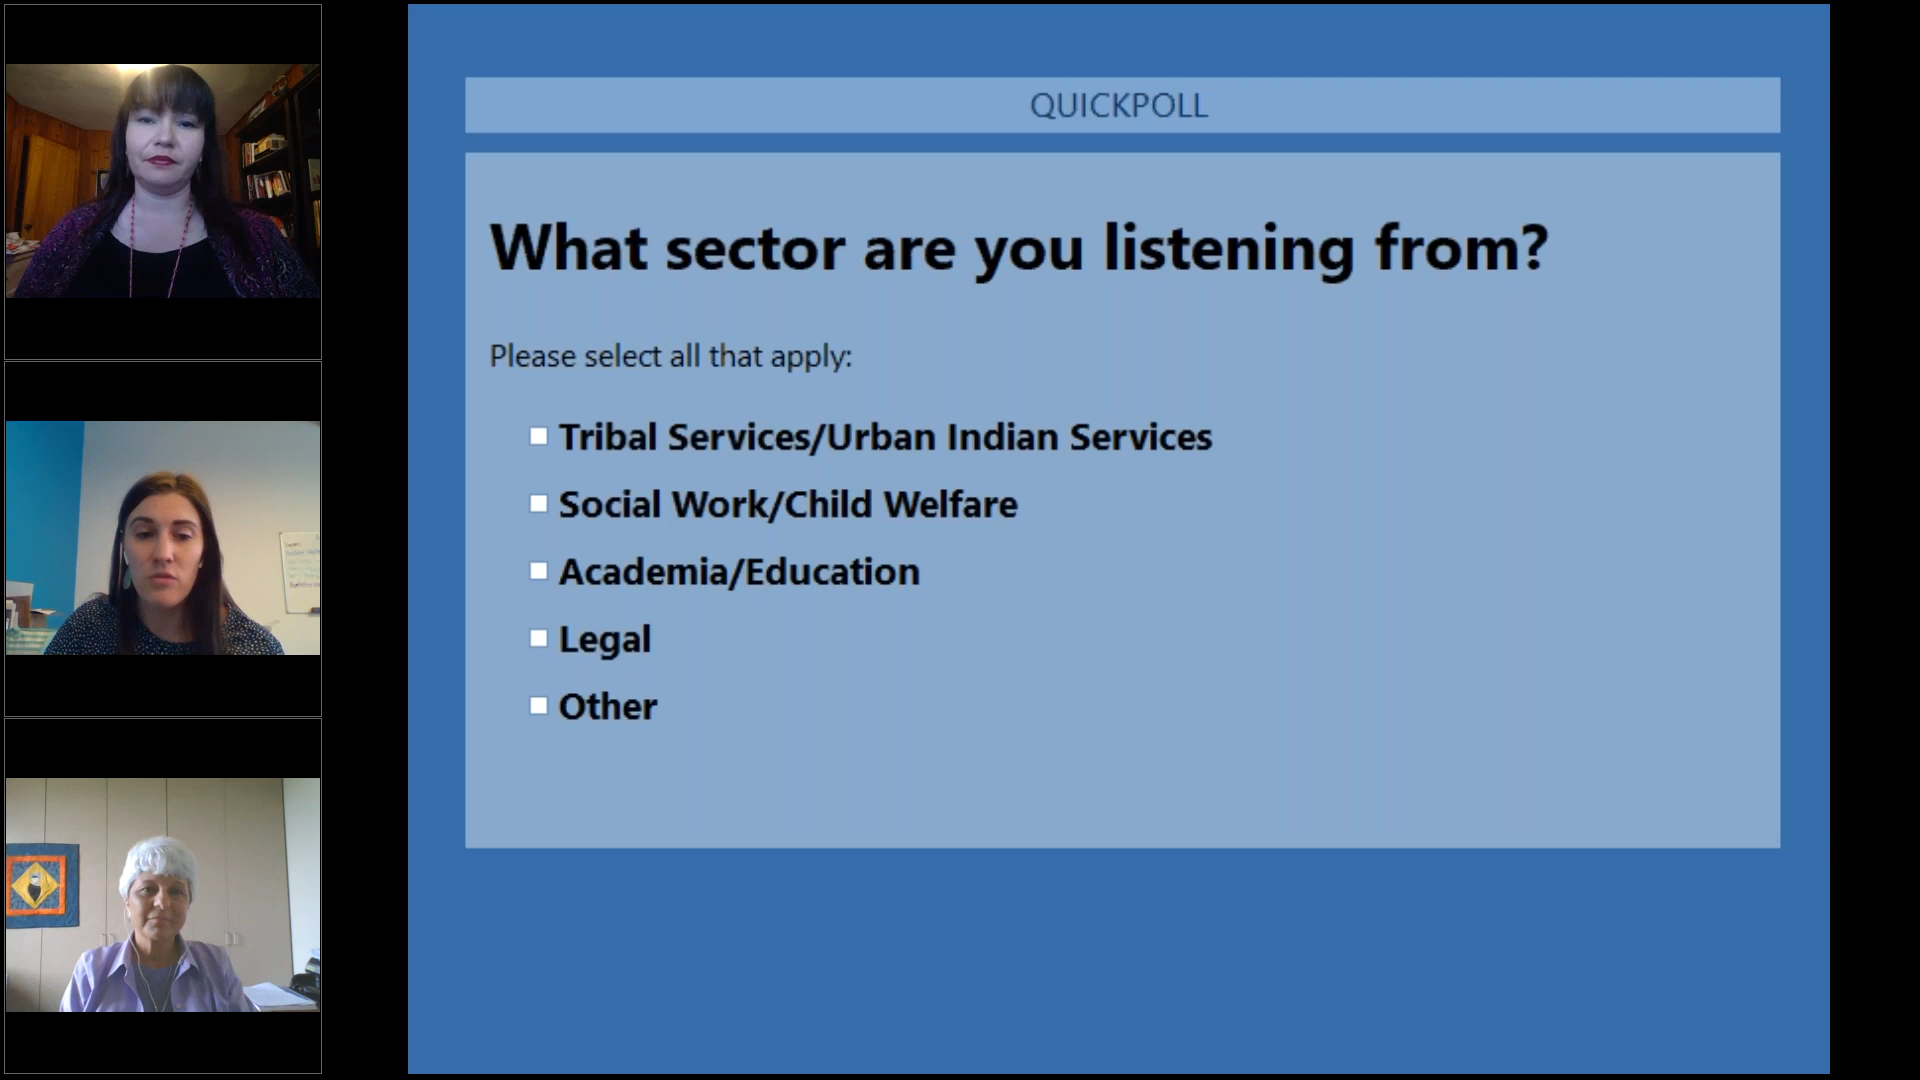 QUICKPOLL
What sector are you listening from?
Please select all that apply:
Tribal Services/Urban Indian Services
Social Work/Child Welfare
Academia/Education
Legal
Other